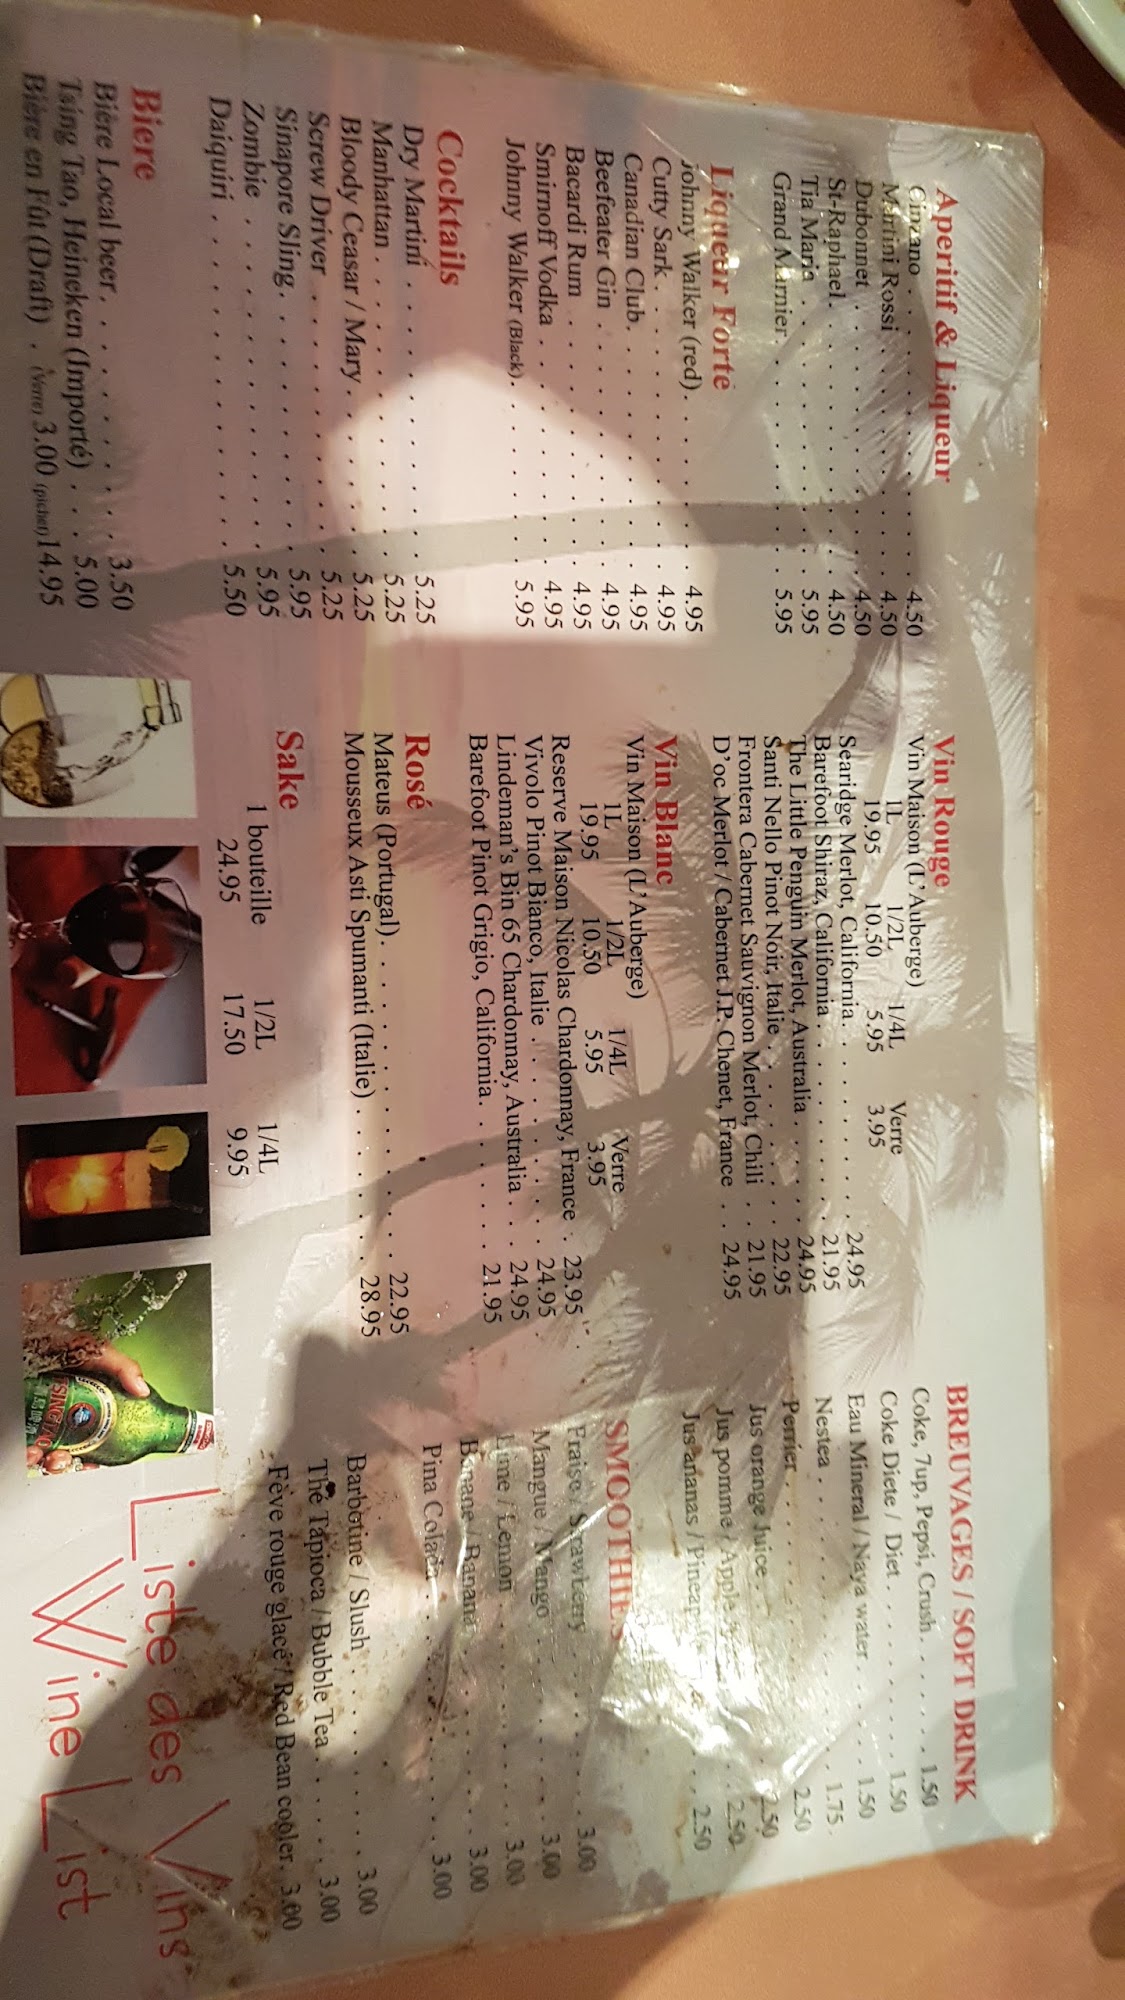 Aperitif & Liqueur
Cinzano . . . . . . . . . . . . . . . 4.50
Martini Rossi . . . . . . . . . . . . 4.50
Dubonnet . . . . . . . . . . . . . . 4.50
St-Raphael . . . . . . . . . . . . . 4.50
Tia Maria . . . . . . . . . . . . . . 5.95
Grand Marnier . . . . . . . . . . . 5.95
Liqueur Forte
Johnny Walker (red) . . . . . . . . 4.95
Cutty Sark . . . . . . . . . . . . . . 4.95
Canadian Club . . . . . . . . . . . 4.95
Beefeater Gin . . . . . . . . . . . . 4.95
Bacardi Rum . . . . . . . . . . . . 4.95
Smirnoff Vodka . . . . . . . . . . . 4.95
Johnny Walker (Black) . . . . . . . 5.95
Cocktails
Dry Martini . . . . . . . . . . . . . 5.25
Manhattan . . . . . . . . . . . . . . 5.25
Bloody Ceasar / Mary . . . . . . . 5.25
Screw Driver . . . . . . . . . . . . 5.25
Sinapore Sling . . . . . . . . . . . 5.95
Zombie . . . . . . . . . . . . . . . 5.95
Daiquiri . . . . . . . . . . . . . . . 5.50
Biere
Bière Local beer . . . . . . . . . . 3.50
Tsing Tao, Heineken (Importé) . . . 5.00
Bière en Fût (Draft) . (Verre) 3.00 (pichet) 14.95
Vin Rouge
Vin Maison (L'Auberge)
1L 1/2L 1/4L Verre
19.95 10.50 5.95 3.95
Searidge Merlot, California . . . . . . . . 24.95
Barefoot Shiraz, California . . . . . . . . 21.95
The Little Penguin Merlot, Australia . . . . 24.95
Santi Nello Pinot Noir, Italie . . . . . . . 22.95
Frontera Cabernet Sauvignon Merlot, Chili . . 21.95
D'oc Merlot / Cabernet J.P. Chenet, France . . 24.95
Vin Blanc
Vin Maison (L'Auberge)
1L 1/2L 1/4L Verre
19.95 10.50 5.95 3.95
Reserve Maison Nicolas Chardonnay, France . 23.95
Vivolo Pinot Bianco, Italie . . . . . . . . 24.95
Lindeman's Bin 65 Chardonnay, Australia . . 24.95
Barefoot Pinot Grigio, California . . . . . . 21.95
Rosé
Mateus (Portugal) . . . . . . . . . . . . . 22.95
Mousseux Asti Spumanti (Italie) . . . . . . 28.95
Sake
1 bouteille 1/2L 1/4L
24.95 17.50 9.95
BREUVAGES / SOFT DRINK
Coke, 7up, Pepsi, Crush . . . . . . . 1.50
Coke Diete / Diet . . . . . . . . . . 1.50
Eau Mineral / Naya water . . . . . . 1.50
Nestea . . . . . . . . . . . . . . . . 1.75
Perrier . . . . . . . . . . . . . . . . 2.50
Jus orange Juice . . . . . . . . . . . 2.50
Jus pomme / Apple . . . . . . . . . . 2.50
Jus ananas / Pineapple . . . . . . . . 2.50
SMOOTHIES
Fraise / Strawberry . . . . . . . . . . 3.00
Mangue / Mango . . . . . . . . . . . 3.00
Lime / Lemon . . . . . . . . . . . . 3.00
Banane / Banana . . . . . . . . . . . 3.00
Pina Colada . . . . . . . . . . . . . 3.00
Barbotine / Slush . . . . . . . . . . 3.00
Thé Tapioca / Bubble Tea . . . . . . 3.00
Fève rouge glacé / Red Bean cooler . 3.00
TSINGTAO
Liste des Vins
Wine List